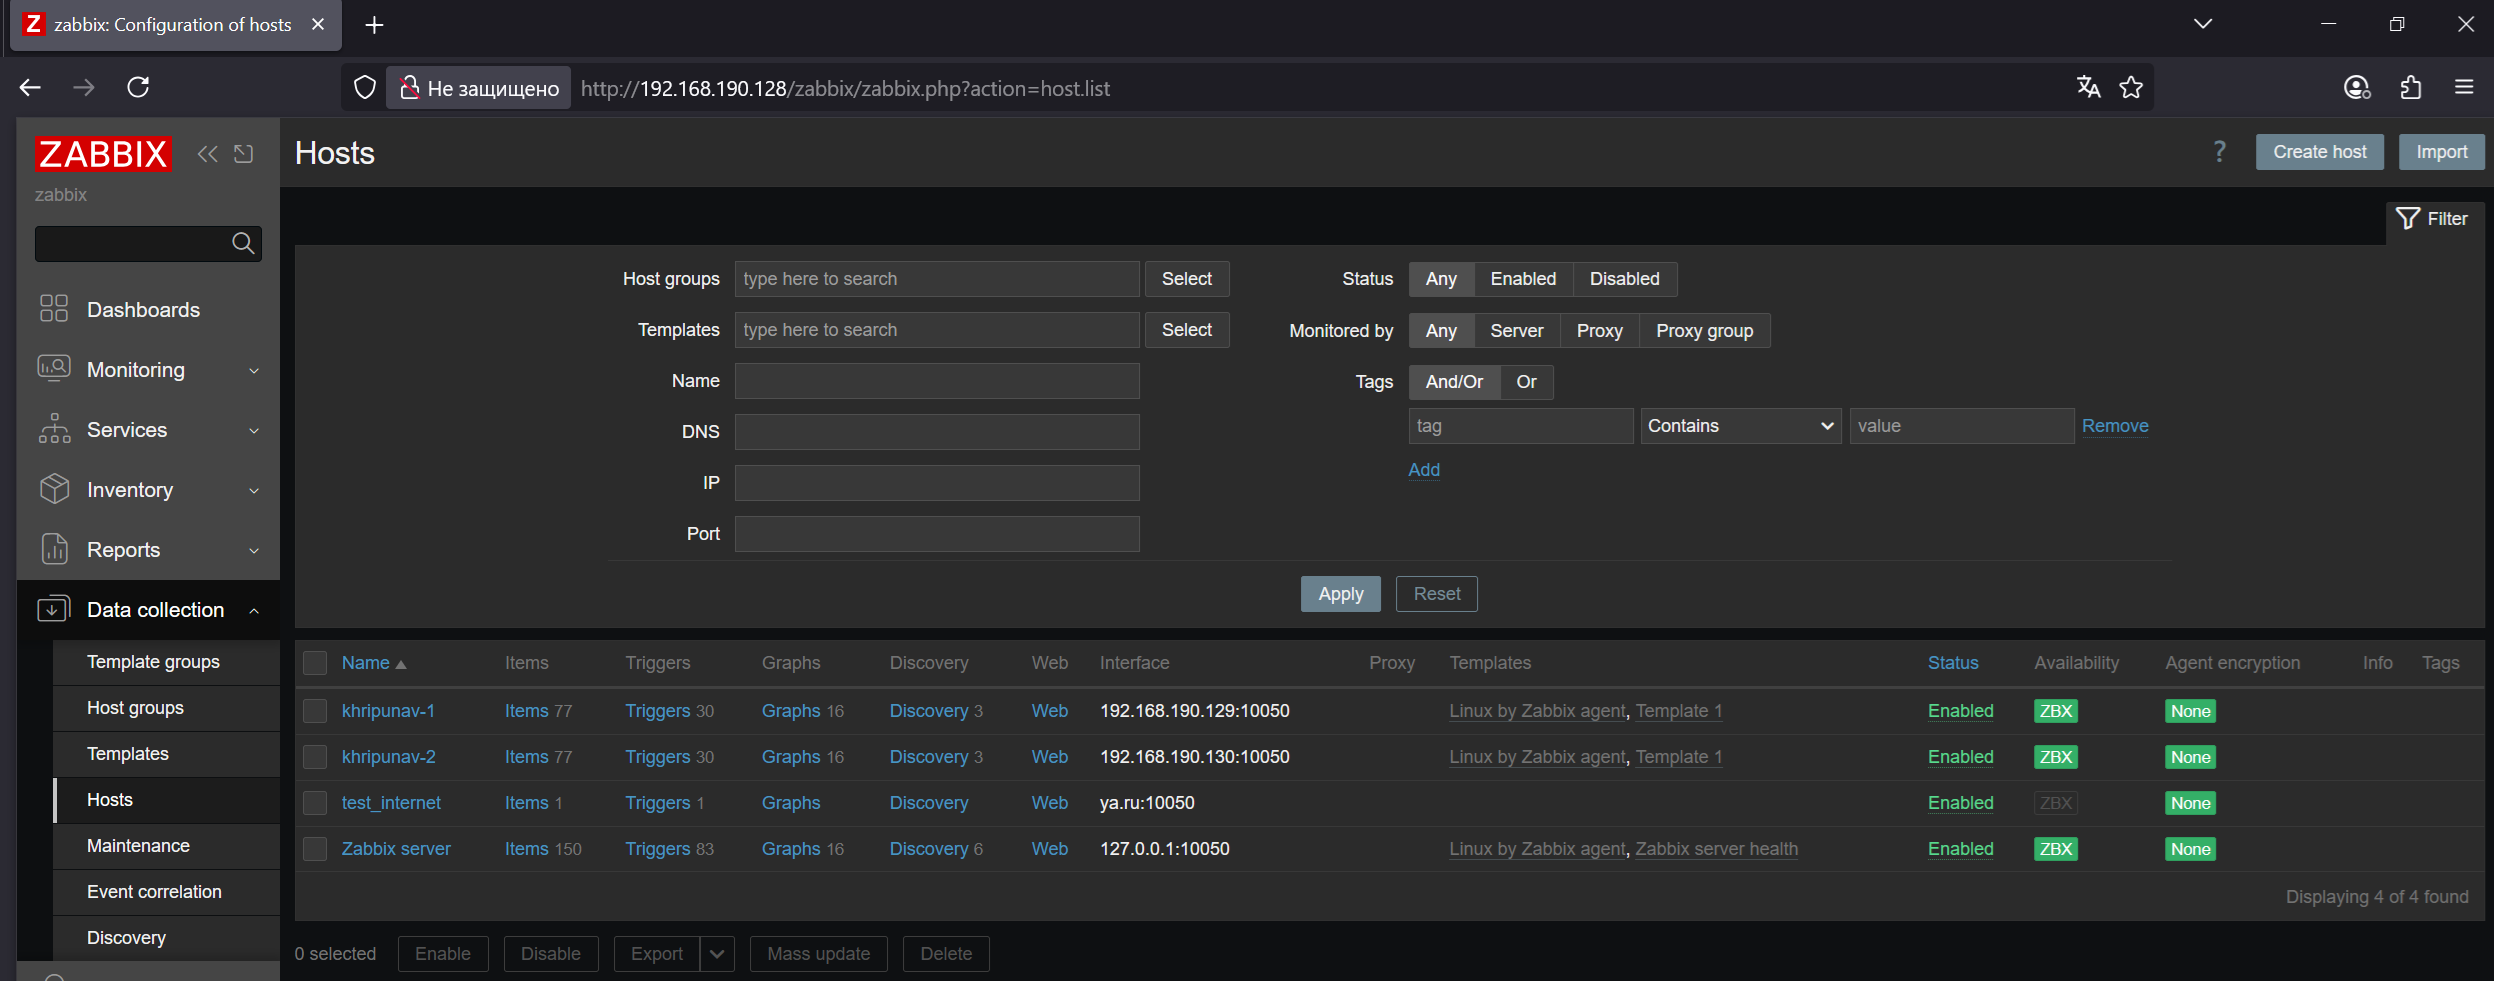 zabbix: Configuration of hosts
Не защищено http://192.168.190.128/zabbix/zabbix.php?action=host.list
ZABBIX
zabbix
Dashboards
Monitoring
Services
Inventory
Reports
Data collection
Template groups
Host groups
Templates
Hosts
Maintenance
Event correlation
Discovery
Hosts
? Create host Import
Filter
Host groups type here to search Select
Templates type here to search Select
Name
DNS
IP
Port
Status Any Enabled Disabled
Monitored by Any Server Proxy Proxy group
Tags And/Or Or
tag Contains value Remove
Add
Apply Reset
Name Items Triggers Graphs Discovery Web Interface Proxy Templates Status Availability Agent encryption Info Tags
khripunav-1 Items 77 Triggers 30 Graphs 16 Discovery 3 Web 192.168.190.129:10050 Linux by Zabbix agent, Template 1 Enabled ZBX None
khripunav-2 Items 77 Triggers 30 Graphs 16 Discovery 3 Web 192.168.190.130:10050 Linux by Zabbix agent, Template 1 Enabled ZBX None
test_internet Items 1 Triggers 1 Graphs Discovery Web ya.ru:10050 Enabled ZBX None
Zabbix server Items 150 Triggers 83 Graphs 16 Discovery 6 Web 127.0.0.1:10050 Linux by Zabbix agent, Zabbix server health Enabled ZBX None
Displaying 4 of 4 found
0 selected Enable Disable Export Mass update Delete